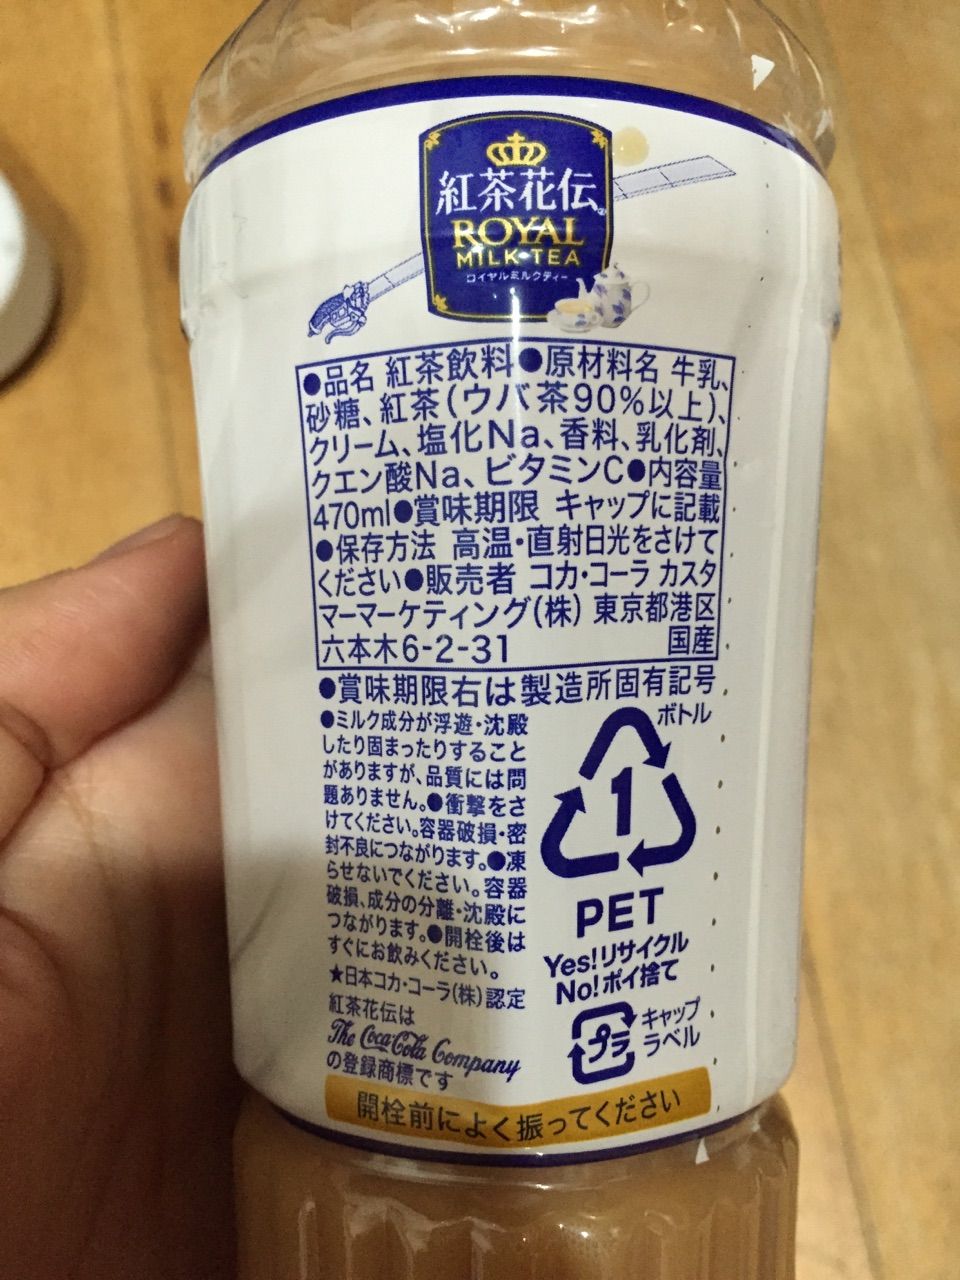 紅茶花伝
ROYAL
MILK TEA
ロイヤルミルクティー
●品名 紅茶飲料●原材料名 牛乳、
砂糖、紅茶(ウバ茶90%以上)、
クリーム、塩化Na、香料、乳化剤、
クエン酸Na、ビタミンC●内容量
470ml●賞味期限 キャップに記載
●保存方法 高温・直射日光をさけて
ください●販売者 コカ・コーラ カスタ
マーマーケティング(株) 東京都港区
六本木6-2-31 国産
●賞味期限右は製造所固有記号
●ミルク成分が浮遊・沈殿
したり固まったりすること
がありますが、品質には問
題ありません。●衝撃をさ
けてください。容器破損・密
封不良につながります。●凍
らせないでください。容器
破損、成分の分離・沈殿に
つながります。●開栓後は
すぐにお飲みください。
★日本コカ・コーラ(株)認定
紅茶花伝は
The Coca-Cola Company
の登録商標です
ボトル
1
PET
Yes!リサイクル
No!ポイ捨て
プラ
キャップ
ラベル
開栓前によく振ってください